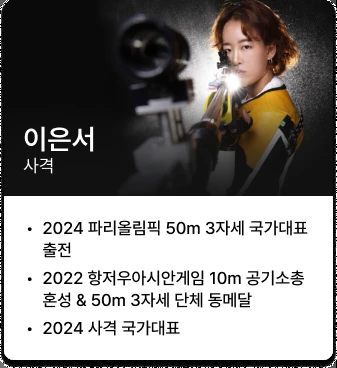 이은서
사격
• 2024 파리올림픽 50m 3자세 국가대표
출전
• 2022 항저우아시안게임 10m 공기소총
혼성 & 50m 3자세 단체 동메달
• 2024 사격 국가대표